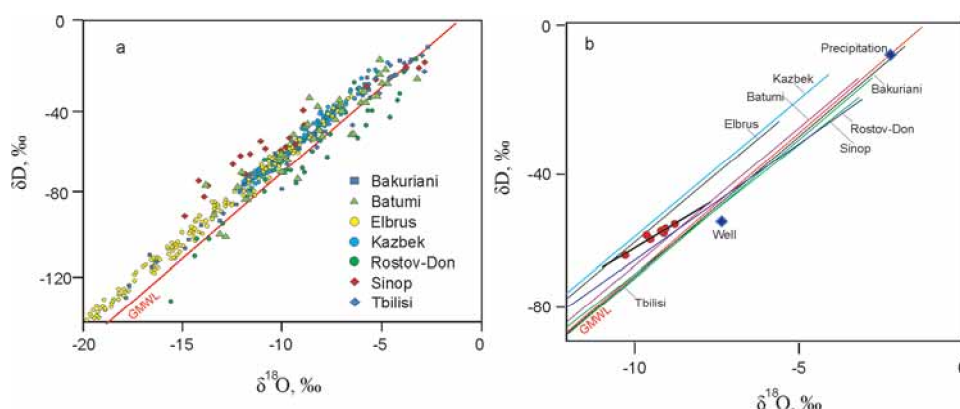 a
δD, ‰
0
-40
-80
-120
-20
-15
-10
-5
0
δ18O, ‰
GMWL
Bakuriani
Batumi
Elbrus
Kazbek
Rostov-Don
Sinop
Tbilisi
b
δD, ‰
0
-40
-80
-10
-5
0
δ18O, ‰
Precipitation
Kazbek
Batumi
Bakuriani
Elbrus
Rostov-Don
Sinop
Well
Tbilisi
GMWL